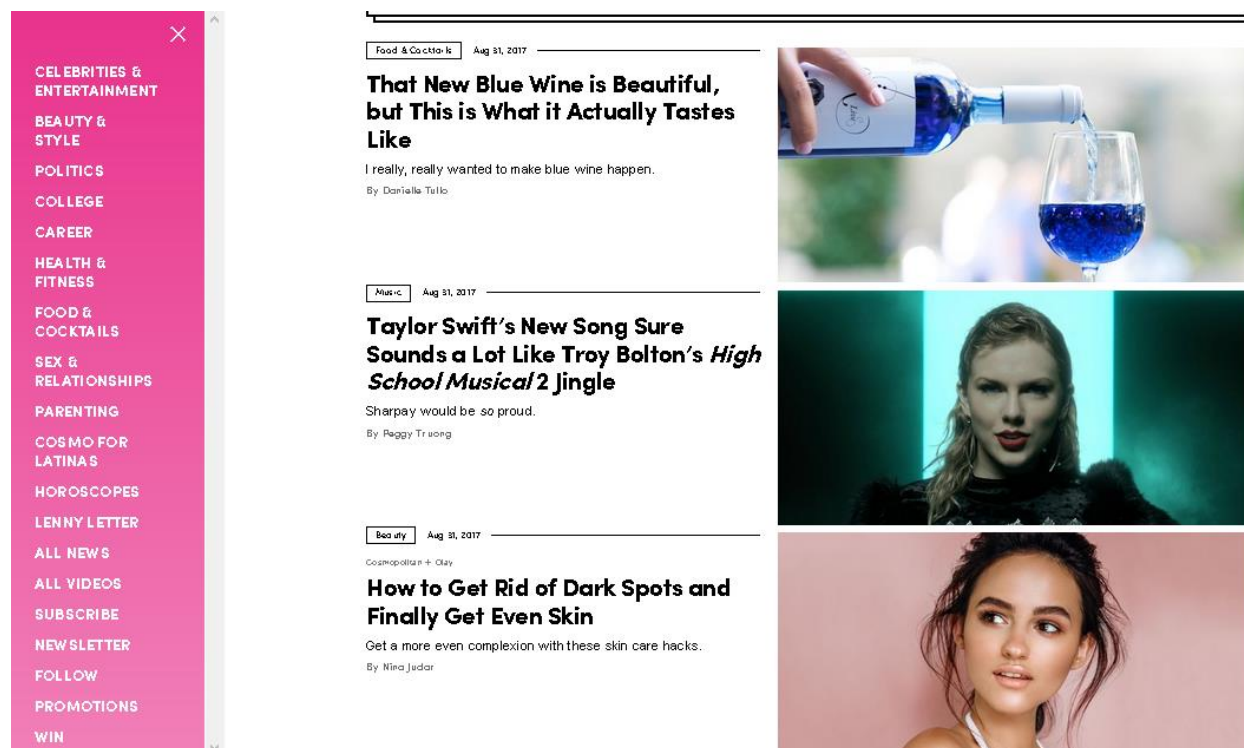 CELEBRITIES &
ENTERTAINMENT
BEAUTY &
STYLE
POLITICS
COLLEGE
CAREER
HEALTH &
FITNESS
FOOD &
COCKTAILS
SEX &
RELATIONSHIPS
PARENTING
COSMO FOR
LATINAS
HOROSCOPES
LENNY LETTER
ALL NEWS
ALL VIDEOS
SUBSCRIBE
NEWSLETTER
FOLLOW
PROMOTIONS
WIN
Food & Cocktails Aug 31, 2017
That New Blue Wine is Beautiful,
but This is What it Actually Tastes
Like
I really, really wanted to make blue wine happen.
By Danielle Tullo
Music Aug 31, 2017
Taylor Swift's New Song Sure
Sounds a Lot Like Troy Bolton's High
School Musical 2 Jingle
Sharpay would be so proud.
By Peggy Truong
Beauty Aug 31, 2017
Cosmopolitan + Olay
How to Get Rid of Dark Spots and
Finally Get Even Skin
Get a more even complexion with these skin care hacks.
By Nina Judar